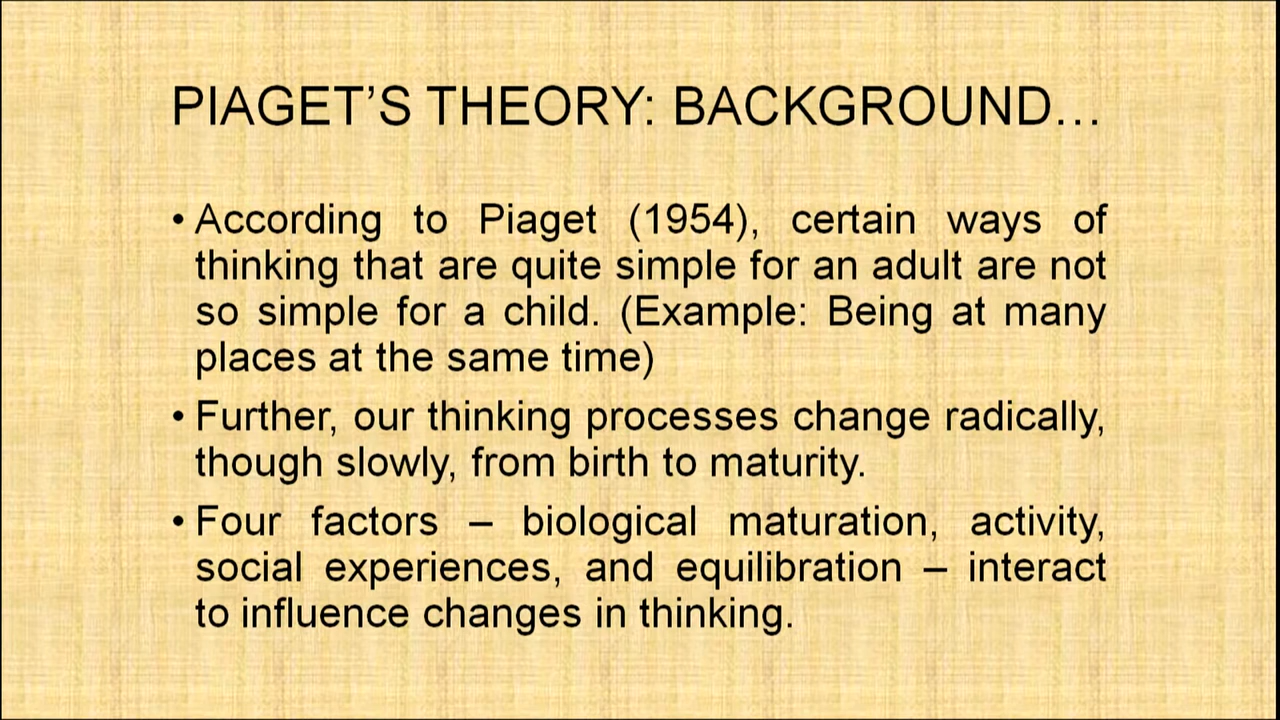 PIAGET’S THEORY: BACKGROUND…
• According to Piaget (1954), certain ways of
thinking that are quite simple for an adult are not
so simple for a child. (Example: Being at many
places at the same time)
• Further, our thinking processes change radically,
though slowly, from birth to maturity.
• Four factors – biological maturation, activity,
social experiences, and equilibration – interact
to influence changes in thinking.